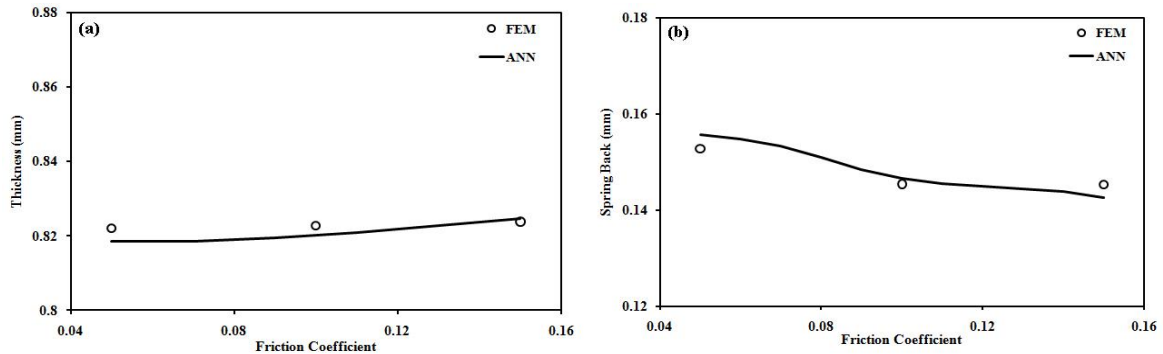 (a)
FEM
ANN
0.88
0.86
0.84
0.82
0.8
0.04
0.08
0.12
0.16
Thickness (mm)
Friction Coefficient
(b)
FEM
ANN
0.18
0.16
0.14
0.12
0.04
0.08
0.12
0.16
Spring Back (mm)
Friction Coefficient